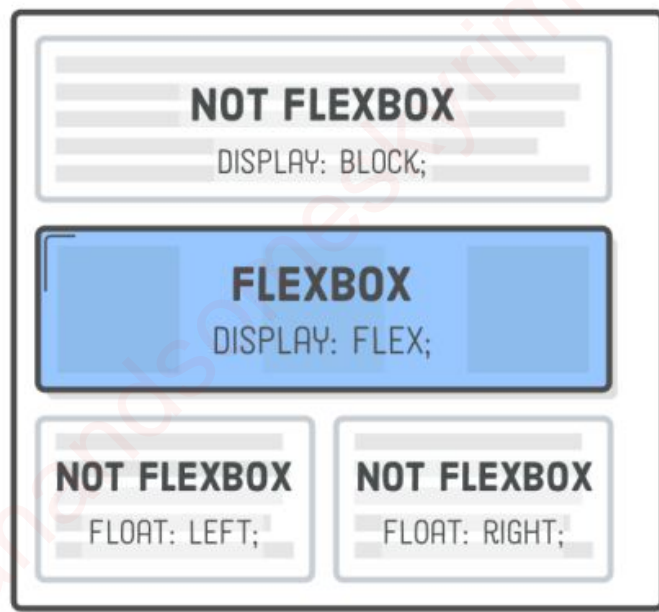 NOT FLEXBOX
DISPLAY: BLOCK;
FLEXBOX
DISPLAY: FLEX;
NOT FLEXBOX
FLOAT: LEFT;
NOT FLEXBOX
FLOAT: RIGHT;